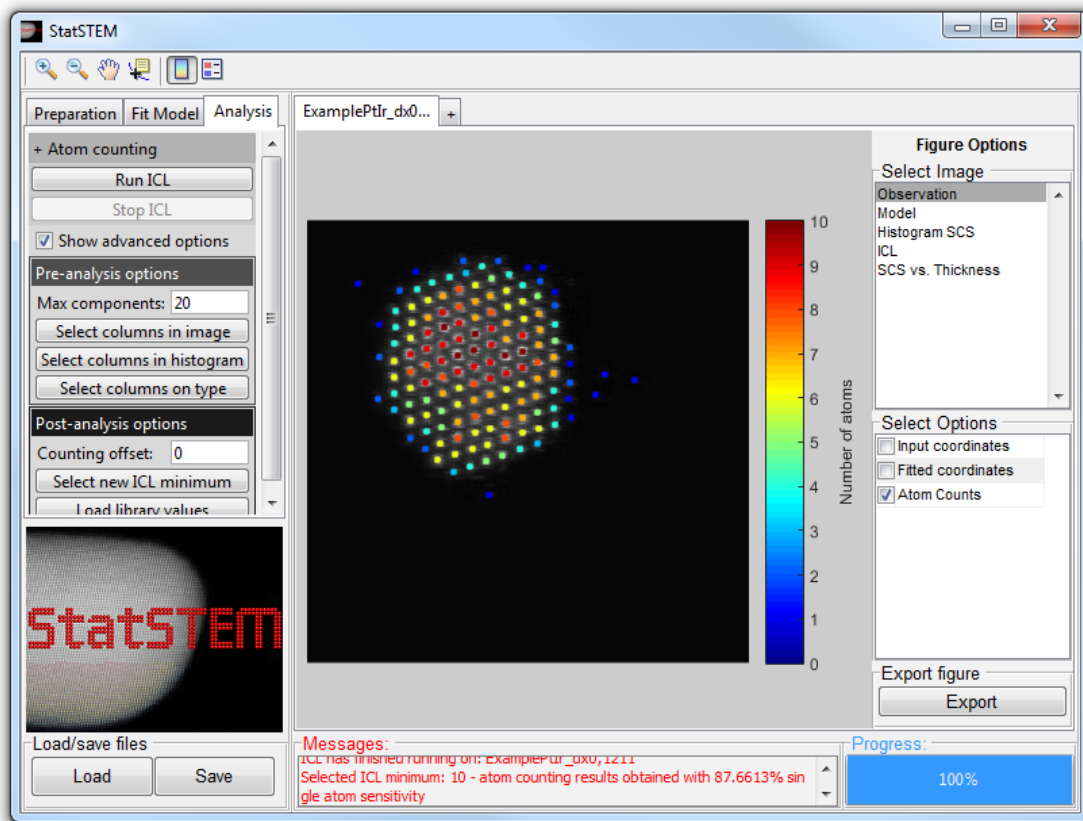 StatSTEM
Preparation
Fit Model
Analysis
+ Atom counting
Run ICL
Stop ICL
Show advanced options
Pre-analysis options
Max components: 20
Select columns in image
Select columns in histogram
Select columns on type
Post-analysis options
Counting offset: 0
Select new ICL minimum
Load library values
StatSTEM
Load/save files
Load
Save
ExamplePtIr_dx0...
+
10
9
8
7
6
5
4
3
2
1
0
Number of atoms
Messages:
ICL has finished running on: ExamplePtIr_dx0,1211
Selected ICL minimum: 10 - atom counting results obtained with 87.6613% sin
gle atom sensitivity
Figure Options
Select Image
Observation
Model
Histogram SCS
ICL
SCS vs. Thickness
Select Options
Input coordinates
Fitted coordinates
Atom Counts
Export figure
Export
Progress:
100%